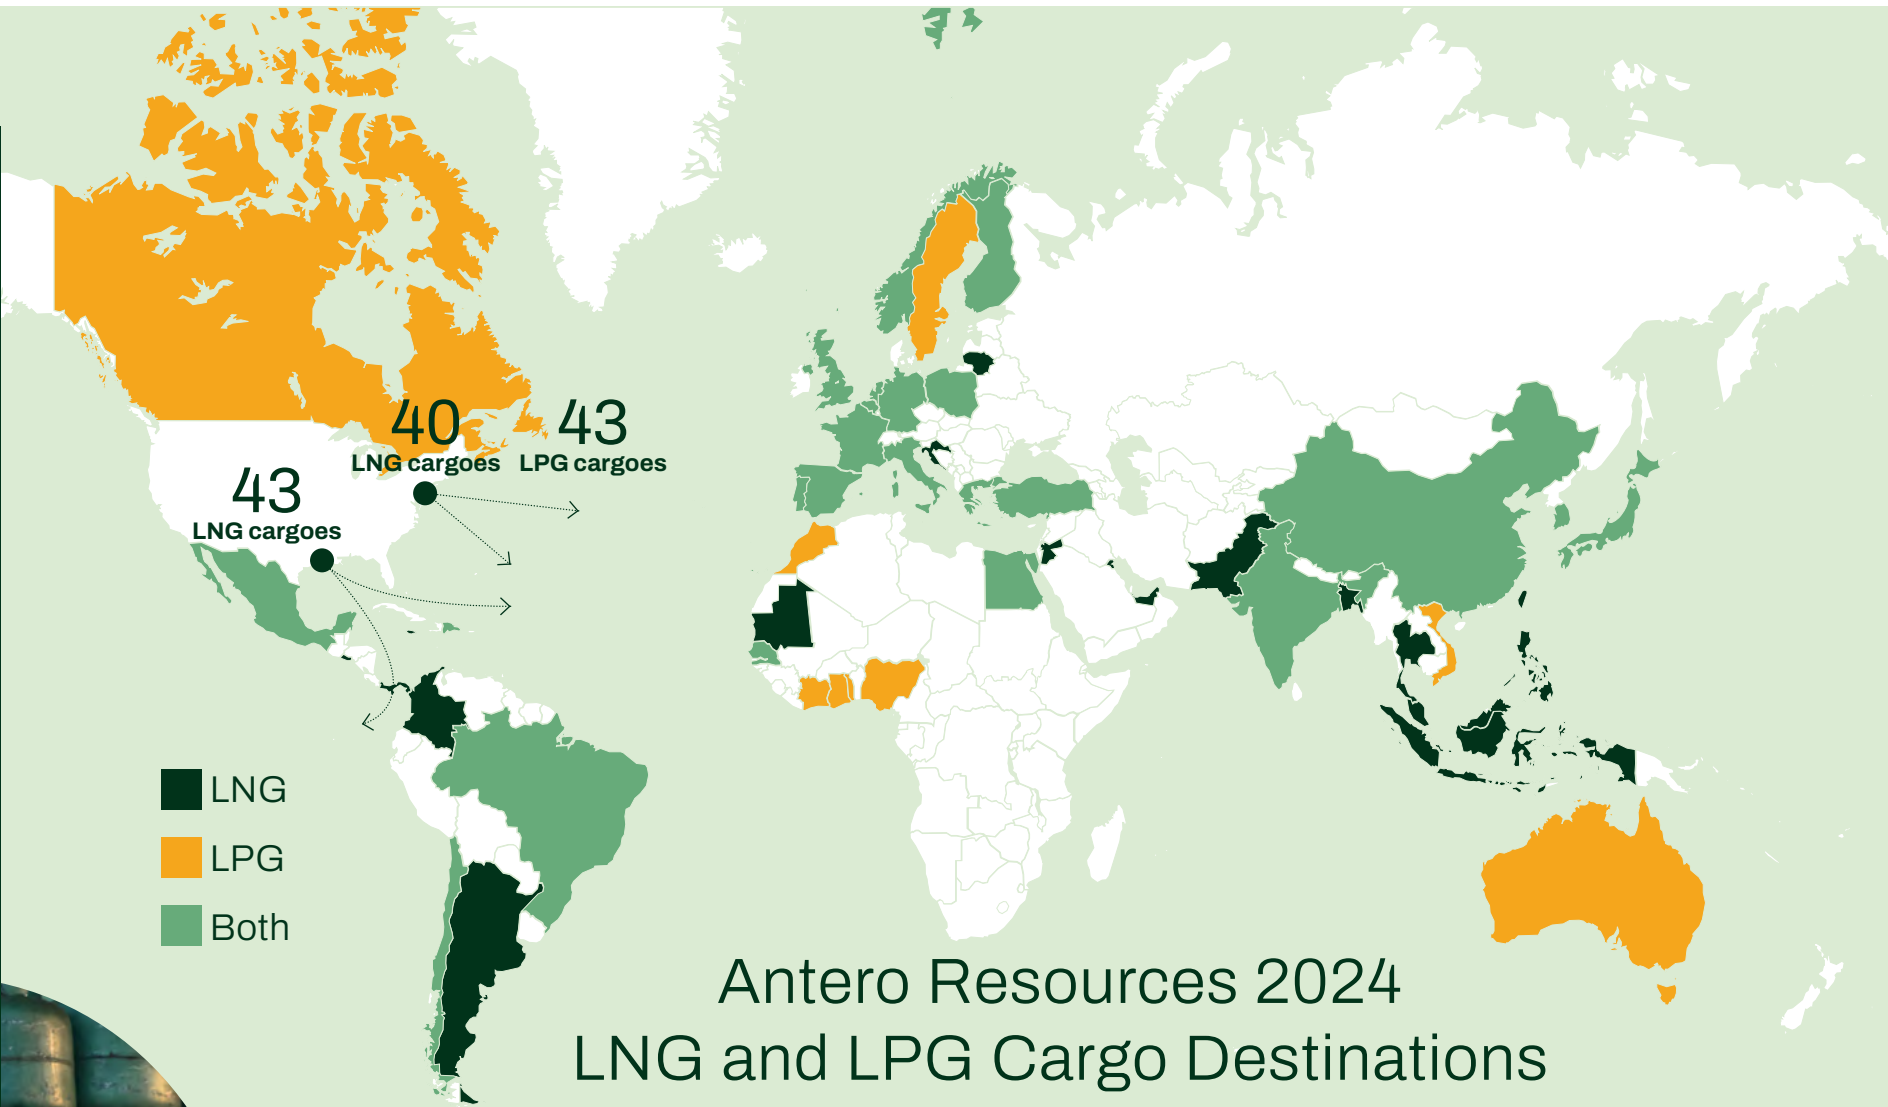 40
LNG cargoes
43
LPG cargoes
43
LNG cargoes
LNG
LPG
Both
Antero Resources 2024
LNG and LPG Cargo Destinations